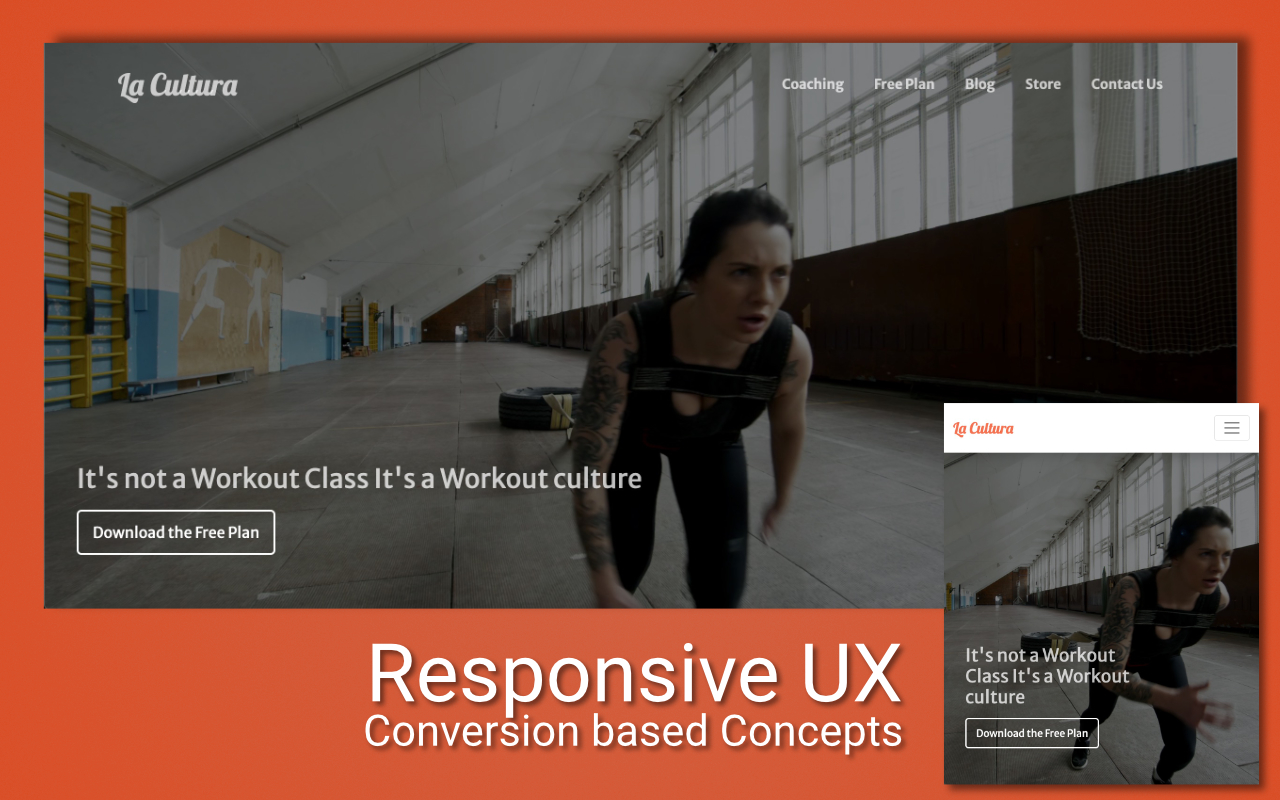 La Cultura
Coaching Free Plan Blog Store Contact Us
It's not a Workout Class It's a Workout culture
Download the Free Plan
La Cultura
It's not a Workout
Class It's a Workout
culture
Download the Free Plan
Responsive UX
Conversion based Concepts